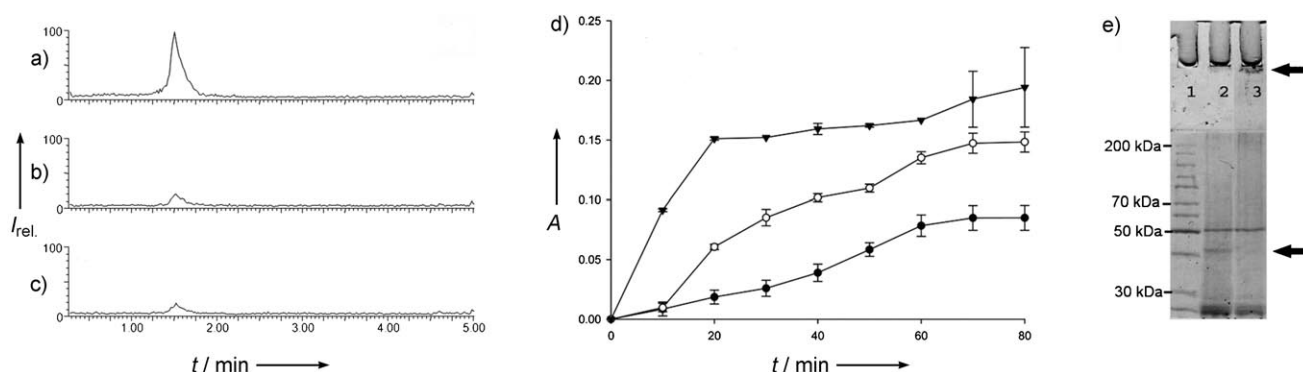 a)
100
0
b)
100
0
I rel.
c)
100
0
1.00 2.00 3.00 4.00 5.00
t / min
d)
0.25
0.20
0.15
A
0.10
0.05
0.00
0 20 40 60 80
t / min
e)
1 2 3
200 kDa
70 kDa
50 kDa
30 kDa